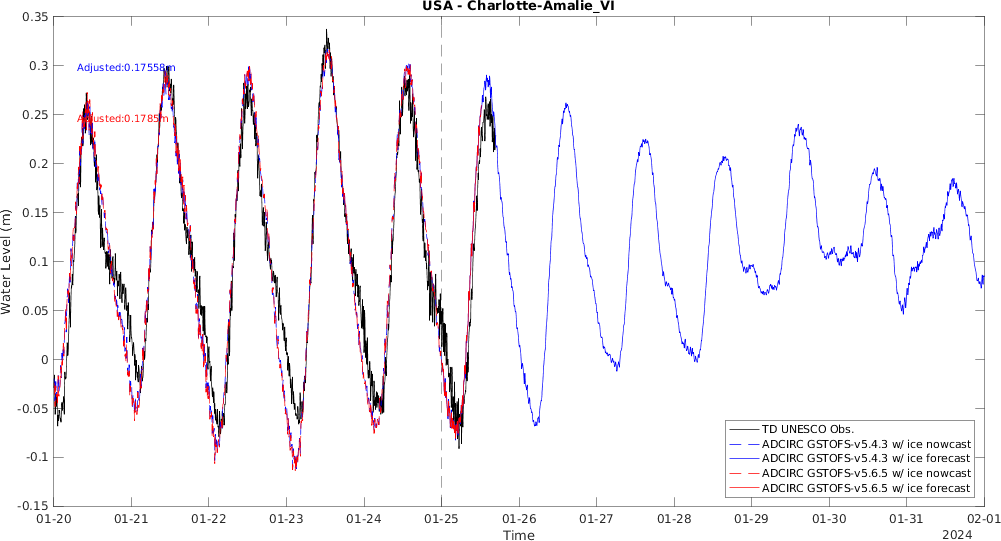 USA - Charlotte-Amalie_VI
0.35
0.3
0.25
0.2
0.15
0.1
0.05
0
-0.05
-0.1
-0.15
Water Level (m)
Adjusted:0.17558m
Adjusted:0.1785m
TD UNESCO Obs.
ADCIRC GSTOFS-v5.4.3 w/ ice nowcast
ADCIRC GSTOFS-v5.4.3 w/ ice forecast
ADCIRC GSTOFS-v5.6.5 w/ ice nowcast
ADCIRC GSTOFS-v5.6.5 w/ ice forecast
01-20 01-21 01-22 01-23 01-24 01-25 01-26 01-27 01-28 01-29 01-30 01-31 02-01
Time
2024